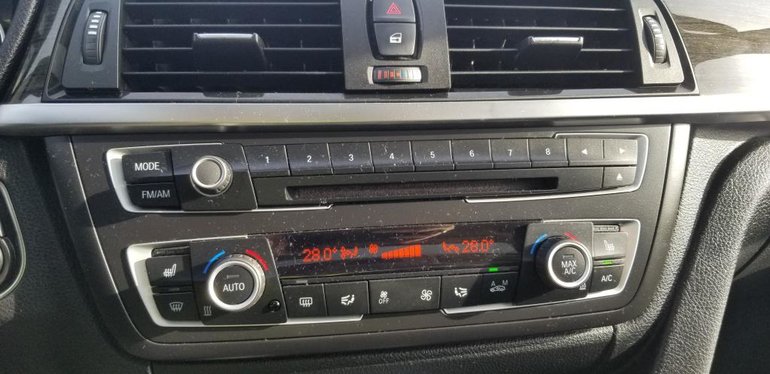 MODE 1 2 3 4 5 6 7 8
FM/AM
28.0° 28.0°
AUTO
MAX
A/C
A/C
OFF
A M